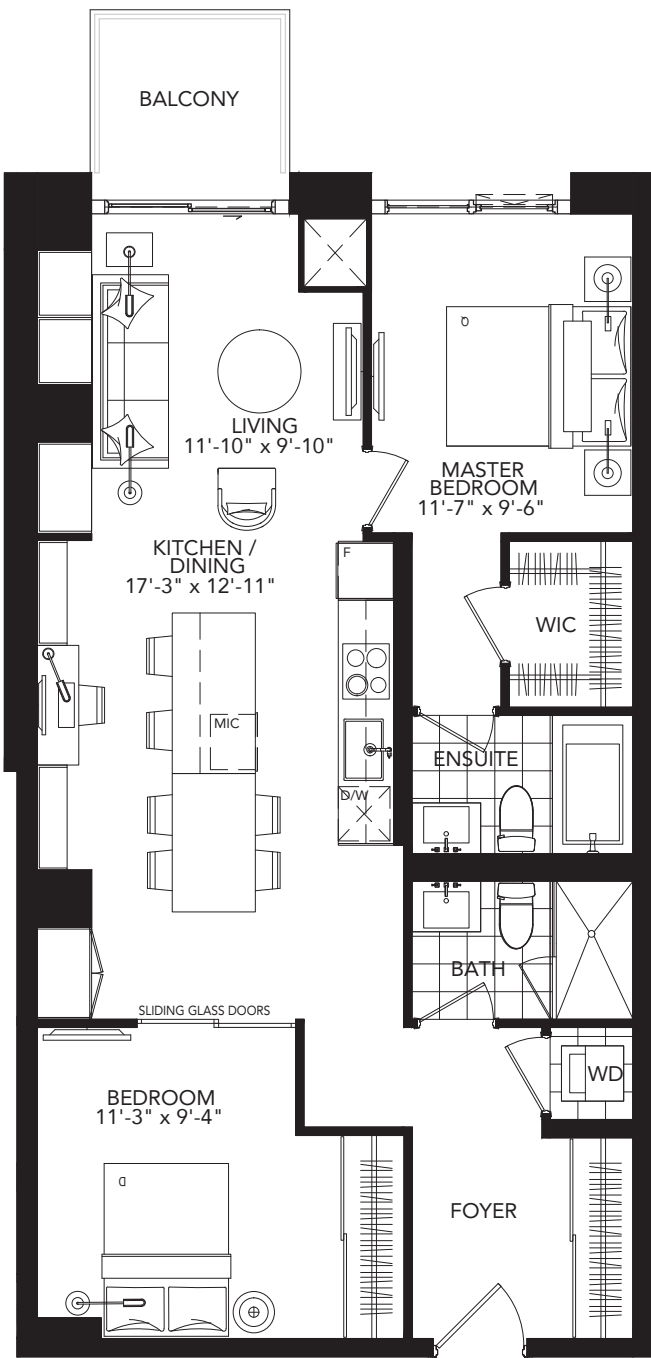 BALCONY
LIVING
11'-10" x 9'-10"
MASTER
BEDROOM
11'-7" x 9'-6"
KITCHEN /
DINING
17'-3" x 12'-11"
F
WIC
MIC
ENSUITE
D/W
BATH
SLIDING GLASS DOORS
WD
BEDROOM
11'-3" x 9'-4"
FOYER